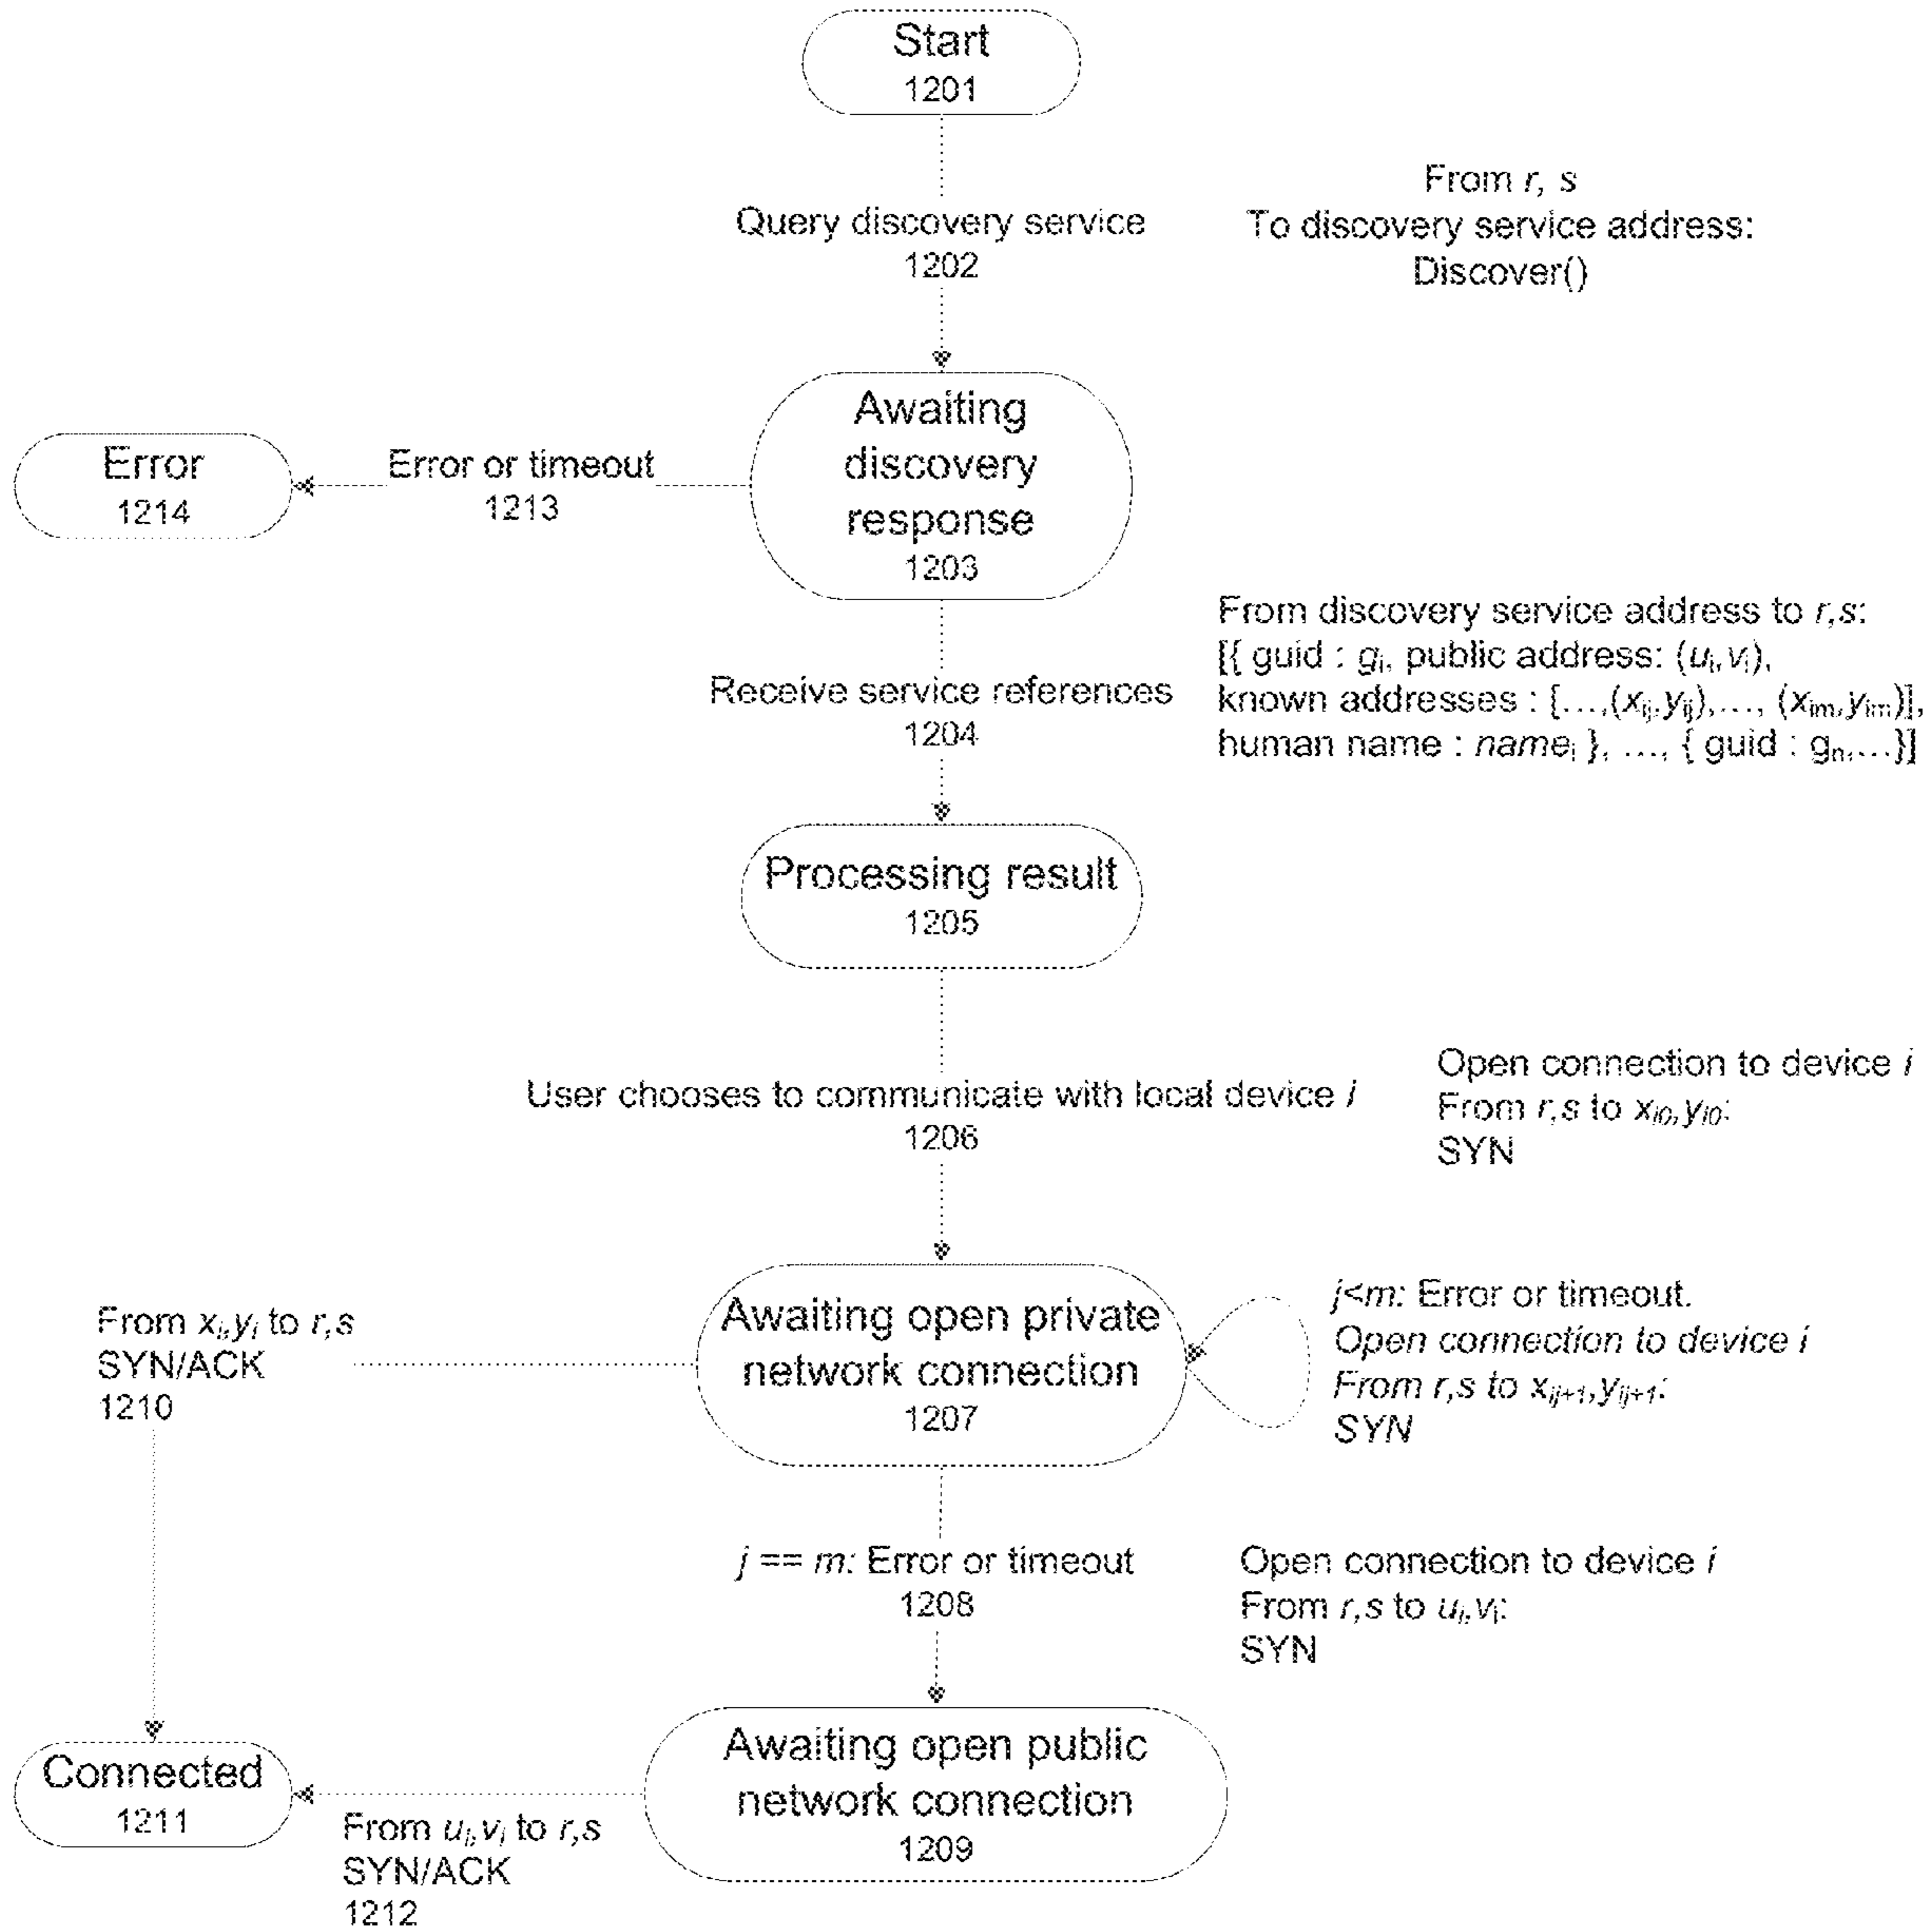 Start
1201
Query discovery service
1202
From r, s
To discovery service address:
Discover()
Awaiting
discovery
response
1203
Error or timeout
1213
Error
1214
From discovery service address to r,s:
[{ guid : gᵢ, public address: (uᵢ,vᵢ),
known addresses : [...,(xᵢⱼ,yᵢⱼ),..., (xᵢₘ,yᵢₘ)],
human name : nameᵢ }, ..., { guid : gₙ,...}]
Receive service references
1204
Processing result
1205
User chooses to communicate with local device i
1206
Open connection to device i
From r,s to xᵢ₀,yᵢ₀:
SYN
Awaiting open private
network connection
1207
j<m: Error or timeout.
Open connection to device i
From r,s to xᵢⱼ₊₁,yᵢⱼ₊₁:
SYN
From xᵢ,yᵢ to r,s
SYN/ACK
1210
j == m: Error or timeout
1208
Open connection to device i
From r,s to uᵢ,vᵢ:
SYN
Awaiting open public
network connection
1209
Connected
1211
From uᵢ,vᵢ to r,s
SYN/ACK
1212